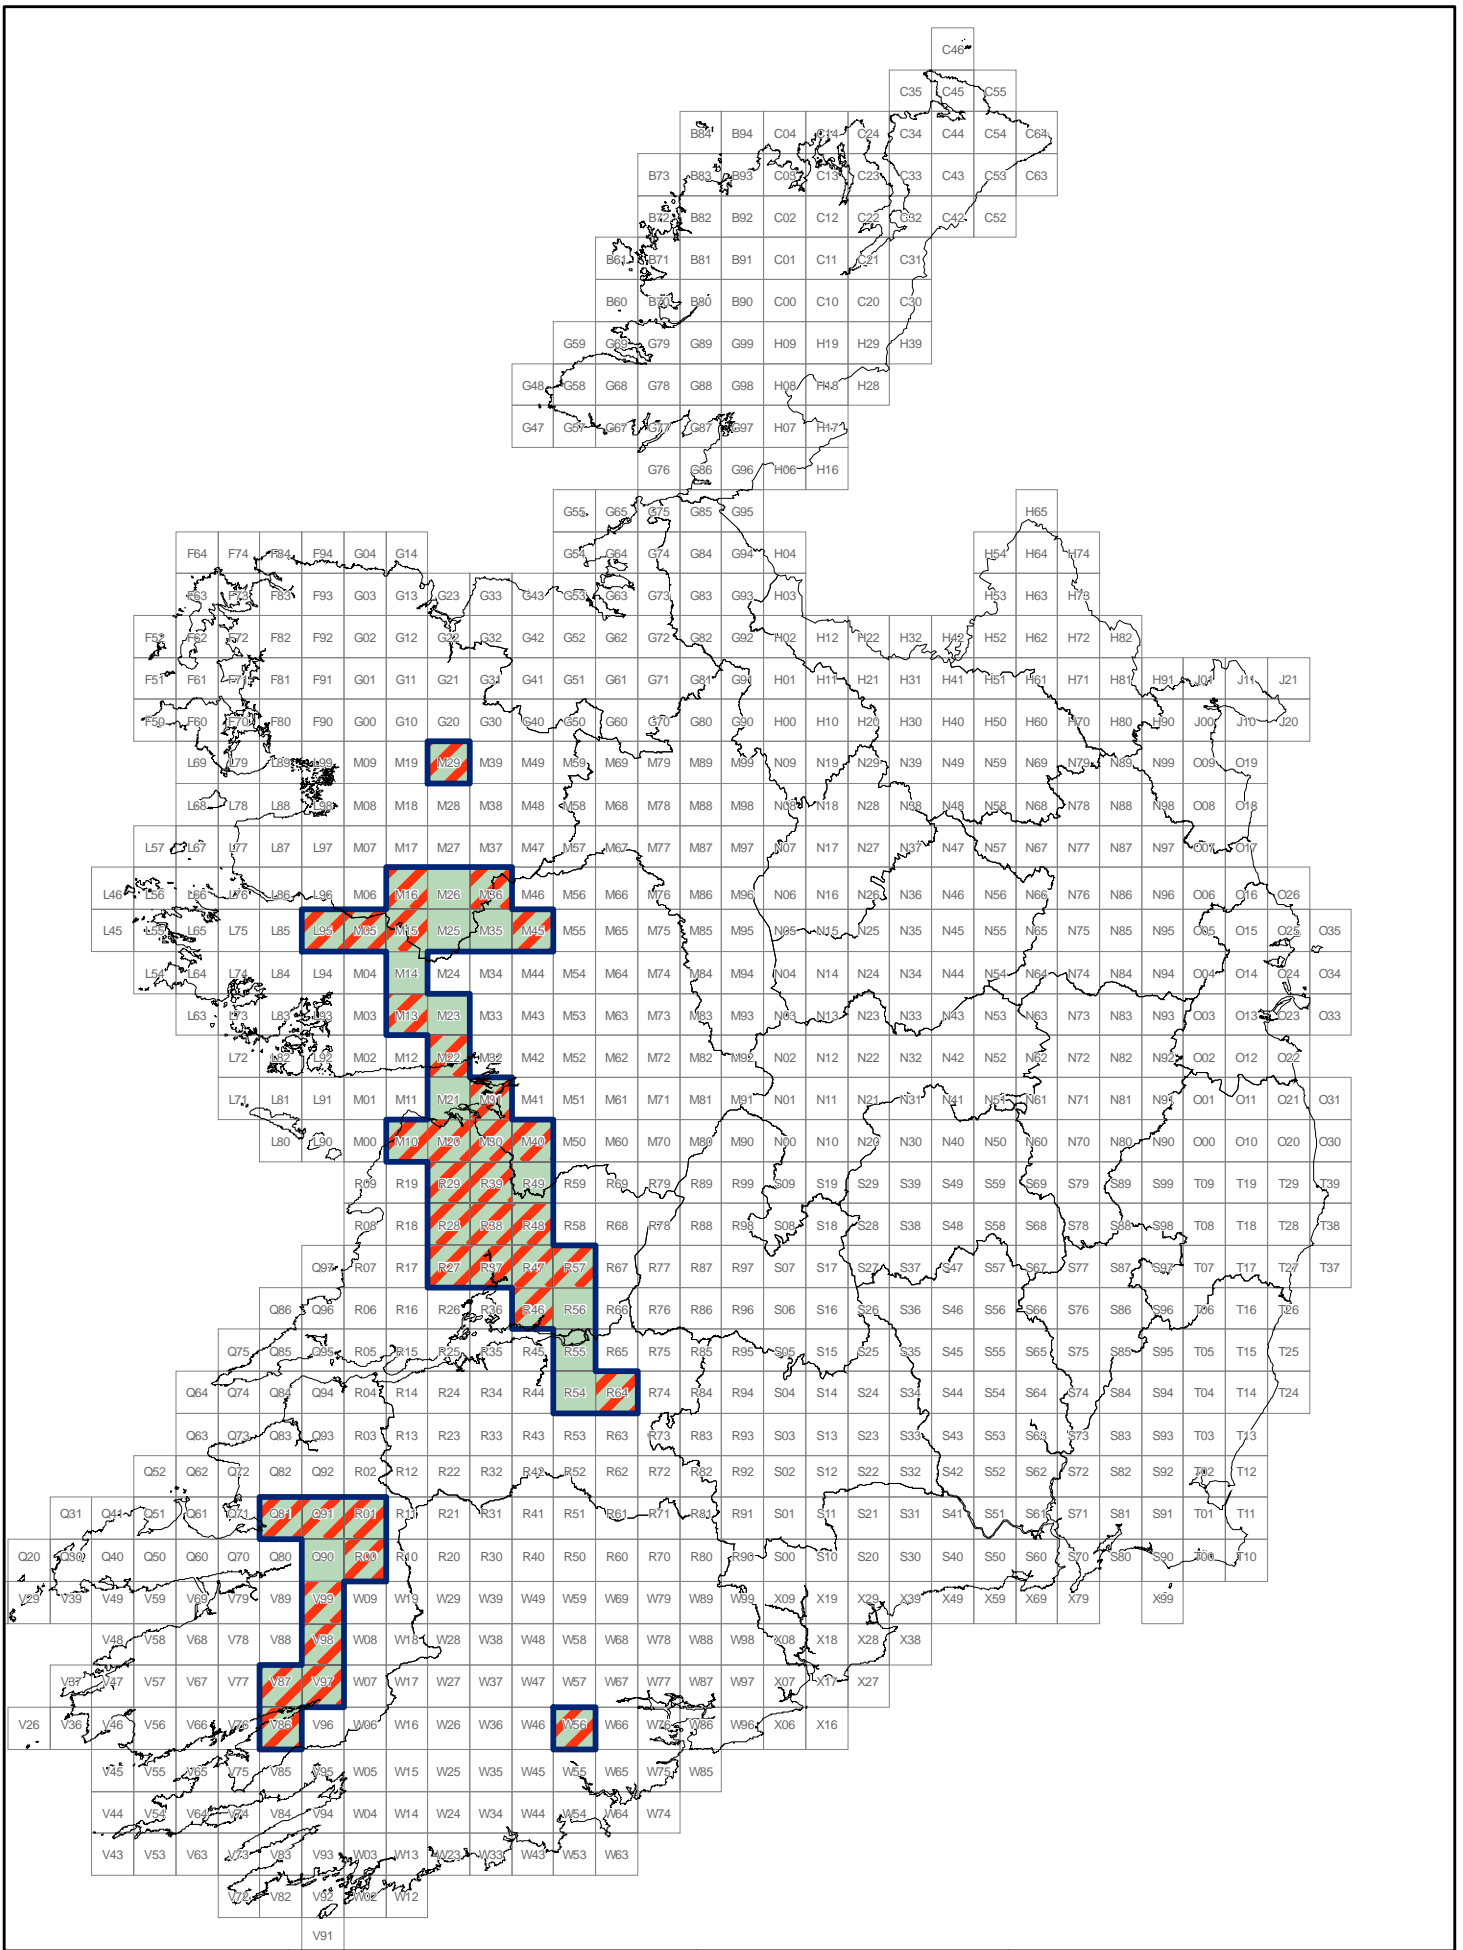 C46
C35 C45 C55
B84 B94 C04 C14 C24 C34 C44 C54 C64
B73 B83 B93 C03 C13 C23 C33 C43 C53 C63
B72 B82 B92 C02 C12 C22 C32 C42 C52
B61 B71 B81 B91 C01 C11 C21 C31
B60 B70 B80 B90 C00 C10 C20 C30
G59 G69 G79 G89 G99 H09 H19 H29 H39
G48 G58 G68 G78 G88 G98 H08 H18 H28
G47 G57 G67 G77 G87 G97 H07 H17
G76 G86 G96 H06 H16
G55 G65 G75 G85 G95 H65
F64 F74 F84 F94 G04 G14 G54 G64 G74 G84 G94 H04 H54 H64 H74
F63 F73 F83 F93 G03 G13 G23 G33 G43 G53 G63 G73 G83 G93 H03 H53 H63 H73
F52 F62 F72 F82 F92 G02 G12 G22 G32 G42 G52 G62 G72 G82 G92 H02 H12 H22 H32 H42 H52 H62 H72 H82
F51 F61 F71 F81 F91 G01 G11 G21 G31 G41 G51 G61 G71 G81 G91 H01 H11 H21 H31 H41 H51 H61 H71 H81 H91 J01 J11 J21
F50 F60 F70 F80 F90 G00 G10 G20 G30 G40 G50 G60 G70 G80 G90 H00 H10 H20 H30 H40 H50 H60 H70 H80 H90 J00 J10 J20
L69 L79 L89 L99 M09 M19 M29 M39 M49 M59 M69 M79 M89 M99 N09 N19 N29 N39 N49 N59 N69 N79 N89 N99 O09 O19
L68 L78 L88 L98 M08 M18 M28 M38 M48 M58 M68 M78 M88 M98 N08 N18 N28 N38 N48 N58 N68 N78 N88 N98 O08 O18
L57 L67 L77 L87 L97 M07 M17 M27 M37 M47 M57 M67 M77 M87 M97 N07 N17 N27 N37 N47 N57 N67 N77 N87 N97 O07 O17
L46 L56 L66 L76 L86 L96 M06 M16 M26 M36 M46 M56 M66 M76 M86 M96 N06 N16 N26 N36 N46 N56 N66 N76 N86 N96 O06 O16 O26
L45 L55 L65 L75 L85 L95 M05 M15 M25 M35 M45 M55 M65 M75 M85 M95 N05 N15 N25 N35 N45 N55 N65 N75 N85 N95 O05 O15 O25 O35
L54 L64 L74 L84 L94 M04 M14 M24 M34 M44 M54 M64 M74 M84 M94 N04 N14 N24 N34 N44 N54 N64 N74 N84 N94 O04 O14 O24 O34
L63 L73 L83 L93 M03 M13 M23 M33 M43 M53 M63 M73 M83 M93 N03 N13 N23 N33 N43 N53 N63 N73 N83 N93 O03 O13 O23 O33
L72 L82 L92 M02 M12 M22 M32 M42 M52 M62 M72 M82 M92 N02 N12 N22 N32 N42 N52 N62 N72 N82 N92 O02 O12 O22
L71 L81 L91 M01 M11 M21 M31 M41 M51 M61 M71 M81 M91 N01 N11 N21 N31 N41 N51 N61 N71 N81 N91 O01 O11 O21 O31
L80 L90 M00 M10 M20 M30 M40 M50 M60 M70 M80 M90 N00 N10 N20 N30 N40 N50 N60 N70 N80 N90 O00 O10 O20 O30
R09 R19 R29 R39 R49 R59 R69 R79 R89 R99 S09 S19 S29 S39 S49 S59 S69 S79 S89 S99 T09 T19 T29 T39
R08 R18 R28 R38 R48 R58 R68 R78 R88 R98 S08 S18 S28 S38 S48 S58 S68 S78 S88 S98 T08 T18 T28 T38
Q97 R07 R17 R27 R37 R47 R57 R67 R77 R87 R97 S07 S17 S27 S37 S47 S57 S67 S77 S87 S97 T07 T17 T27 T37
Q86 Q96 R06 R16 R26 R36 R46 R56 R66 R76 R86 R96 S06 S16 S26 S36 S46 S56 S66 S76 S86 S96 T06 T16 T26
Q75 Q85 Q95 R05 R15 R25 R35 R45 R55 R65 R75 R85 R95 S05 S15 S25 S35 S45 S55 S65 S75 S85 S95 T05 T15 T25
Q64 Q74 Q84 Q94 R04 R14 R24 R34 R44 R54 R64 R74 R84 R94 S04 S14 S24 S34 S44 S54 S64 S74 S84 S94 T04 T14 T24
Q63 Q73 Q83 Q93 R03 R13 R23 R33 R43 R53 R63 R73 R83 R93 S03 S13 S23 S33 S43 S53 S63 S73 S83 S93 T03 T13
Q52 Q62 Q72 Q82 Q92 R02 R12 R22 R32 R42 R52 R62 R72 R82 R92 S02 S12 S22 S32 S42 S52 S62 S72 S82 S92 T02 T12
Q31 Q41 Q51 Q61 Q71 Q81 Q91 R01 R11 R21 R31 R41 R51 R61 R71 R81 R91 S01 S11 S21 S31 S41 S51 S61 S71 S81 S91 T01 T11
Q20 Q30 Q40 Q50 Q60 Q70 Q80 Q90 R00 R10 R20 R30 R40 R50 R60 R70 R80 R90 S00 S10 S20 S30 S40 S50 S60 S70 S80 S90 T00 T10
V29 V39 V49 V59 V69 V79 V89 V99 W09 W19 W29 W39 W49 W59 W69 W79 W89 W99 X09 X19 X29 X39 X49 X59 X69 X79 X99
V48 V58 V68 V78 V88 V98 W08 W18 W28 W38 W48 W58 W68 W78 W88 W98 X08 X18 X28 X38
V37 V47 V57 V67 V77 V87 V97 W07 W17 W27 W37 W47 W57 W67 W77 W87 W97 X07 X17 X27
V26 V36 V46 V56 V66 V76 V86 V96 W06 W16 W26 W36 W46 W56 W66 W76 W86 W96 X06 X16
V45 V55 V65 V75 V85 V95 W05 W15 W25 W35 W45 W55 W65 W75 W85
V44 V54 V64 V74 V84 V94 W04 W14 W24 W34 W44 W54 W64 W74
V43 V53 V63 V73 V83 V93 W03 W13 W23 W33 W43 W53 W63
V72 V82 V92 W02 W12
V91